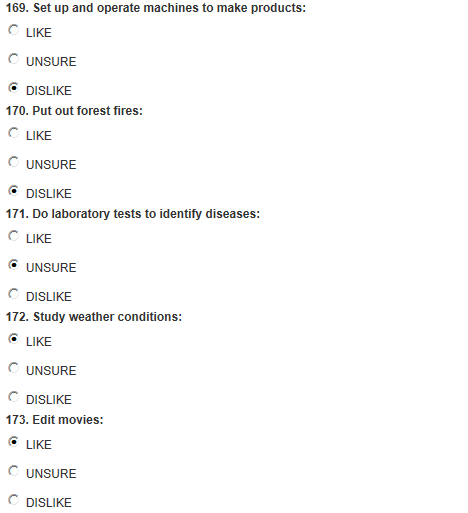 169. Set up and operate machines to make products:
LIKE
UNSURE
DISLIKE
170. Put out forest fires:
LIKE
UNSURE
DISLIKE
171. Do laboratory tests to identify diseases:
LIKE
UNSURE
DISLIKE
172. Study weather conditions:
LIKE
UNSURE
DISLIKE
173. Edit movies:
LIKE
UNSURE
DISLIKE